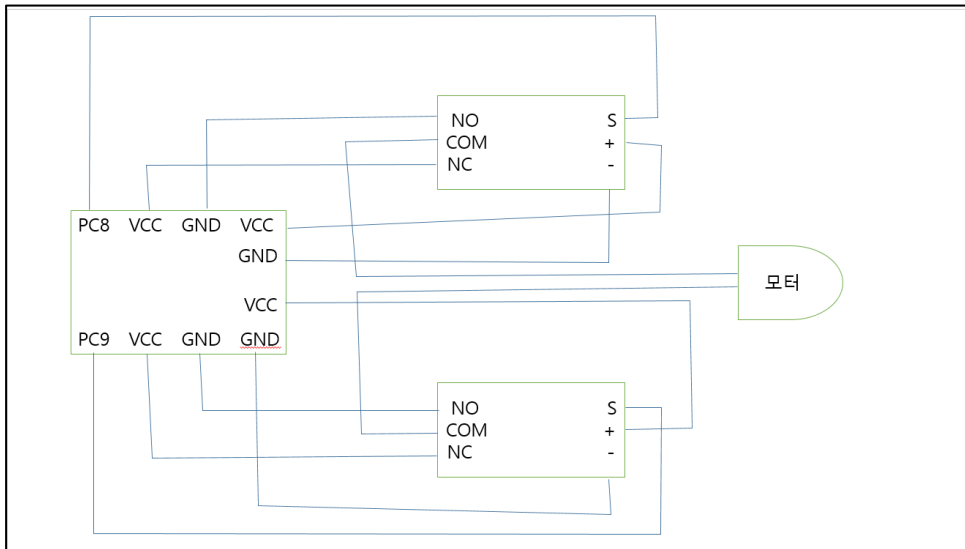 NO S
COM +
NC -
PC8 VCC GND VCC
GND
VCC
PC9 VCC GND GND
모터
NO S
COM +
NC -